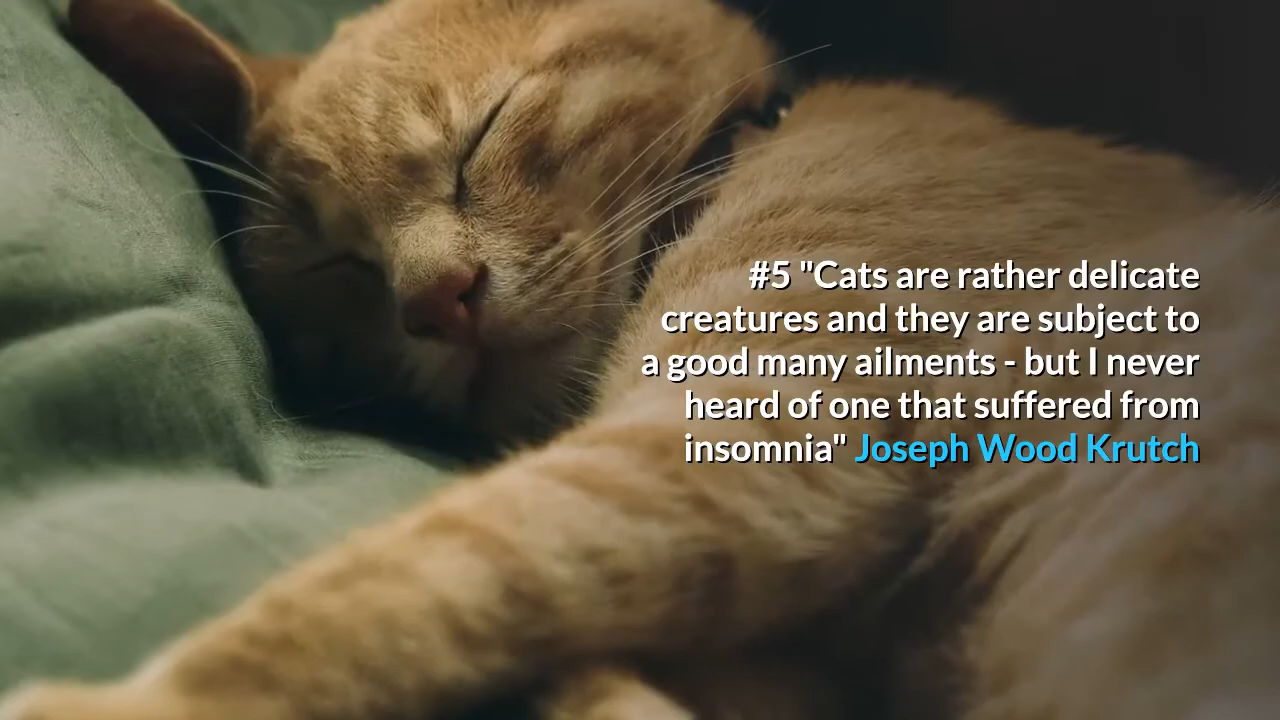 #5 "Cats are rather delicate
creatures and they are subject to
a good many ailments - but I never
heard of one that suffered from
insomnia" Joseph Wood Krutch